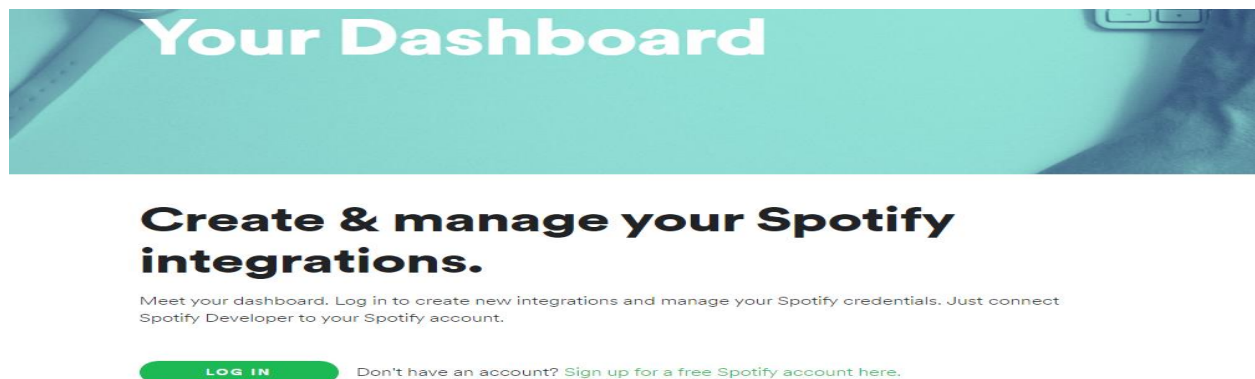 Your Dashboard
Create & manage your Spotify
integrations.
Meet your dashboard. Log in to create new integrations and manage your Spotify credentials. Just connect
Spotify Developer to your Spotify account.
LOG IN Don't have an account? Sign up for a free Spotify account here.